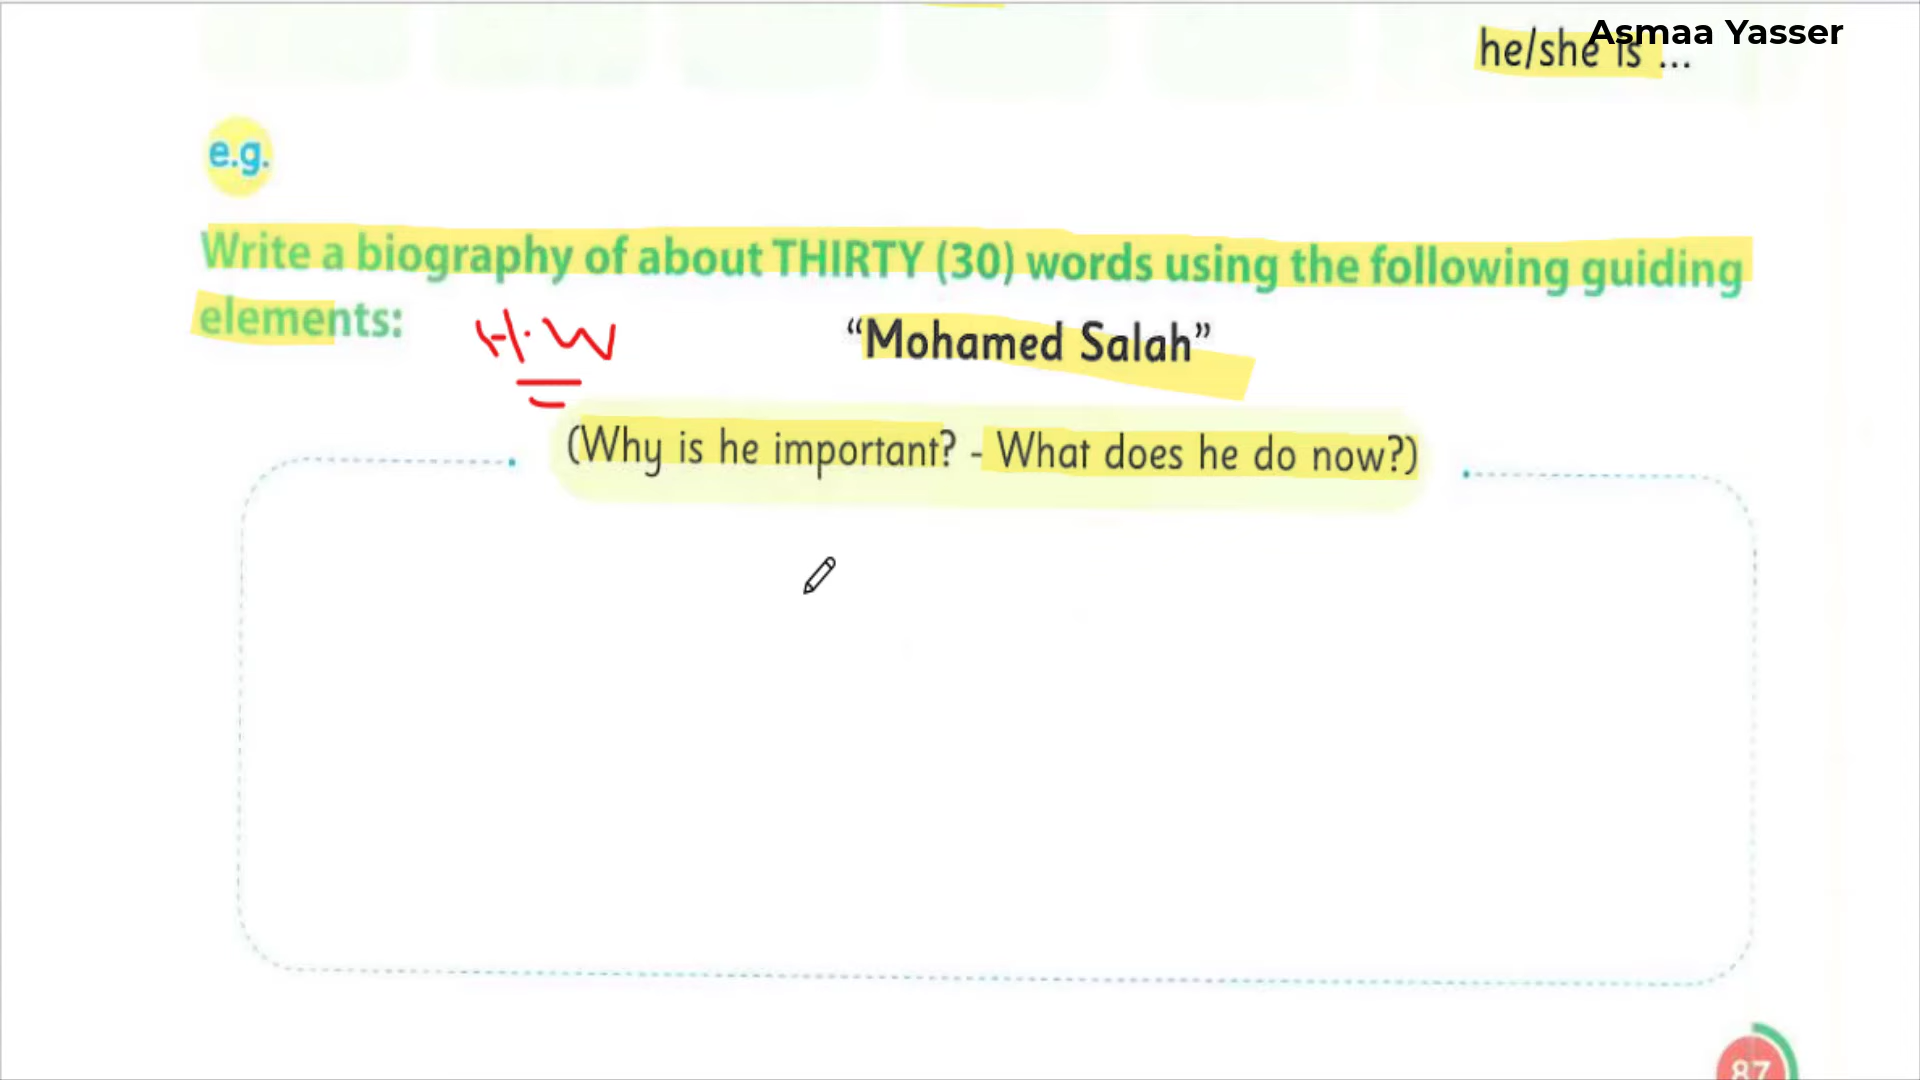 Asmaa Yasser
he/she is ...
e.g.
Write a biography of about THIRTY (30) words using the following guiding
elements:
H.W
“Mohamed Salah”
(Why is he important? - What does he do now?)
87